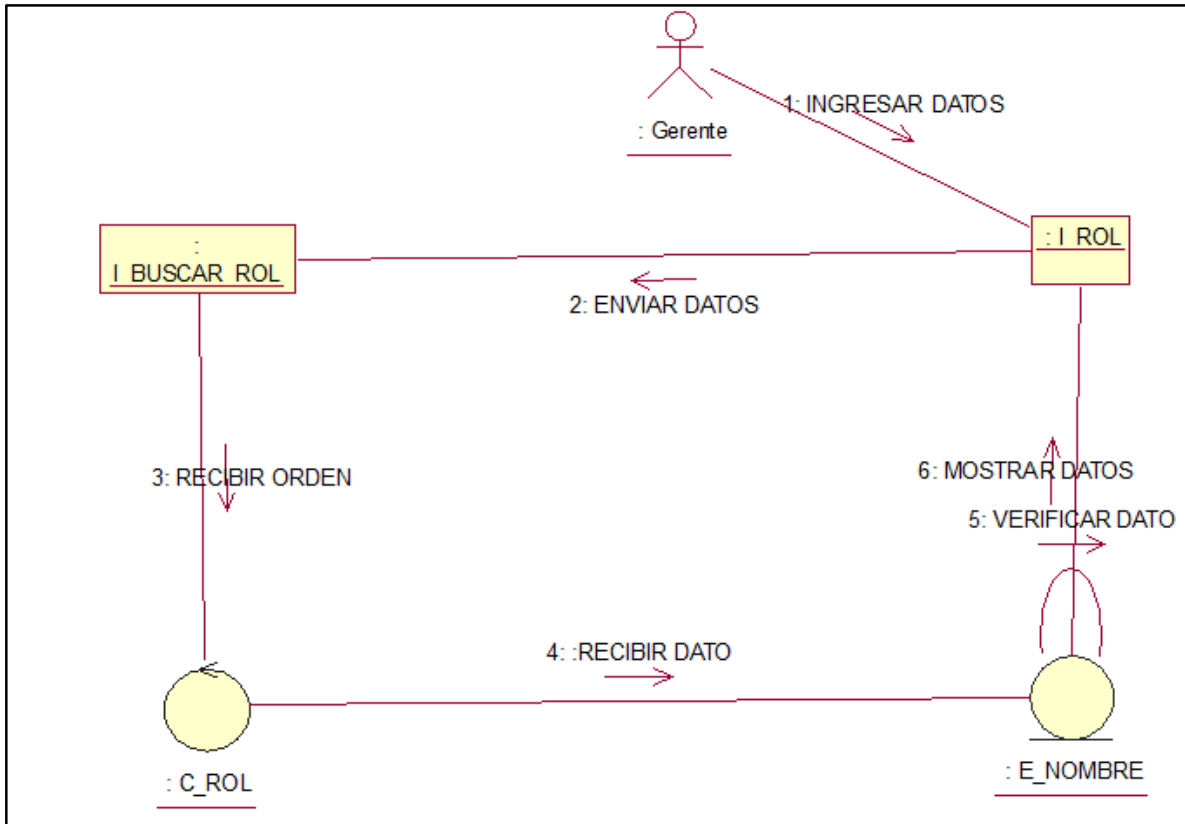 1: INGRESAR DATOS
: Gerente
:
I_BUSCAR_ROL
: I_ROL
2: ENVIAR DATOS
3: RECIBIR ORDEN
6: MOSTRAR DATOS
5: VERIFICAR DATO
4: :RECIBIR DATO
: C_ROL
: E_NOMBRE